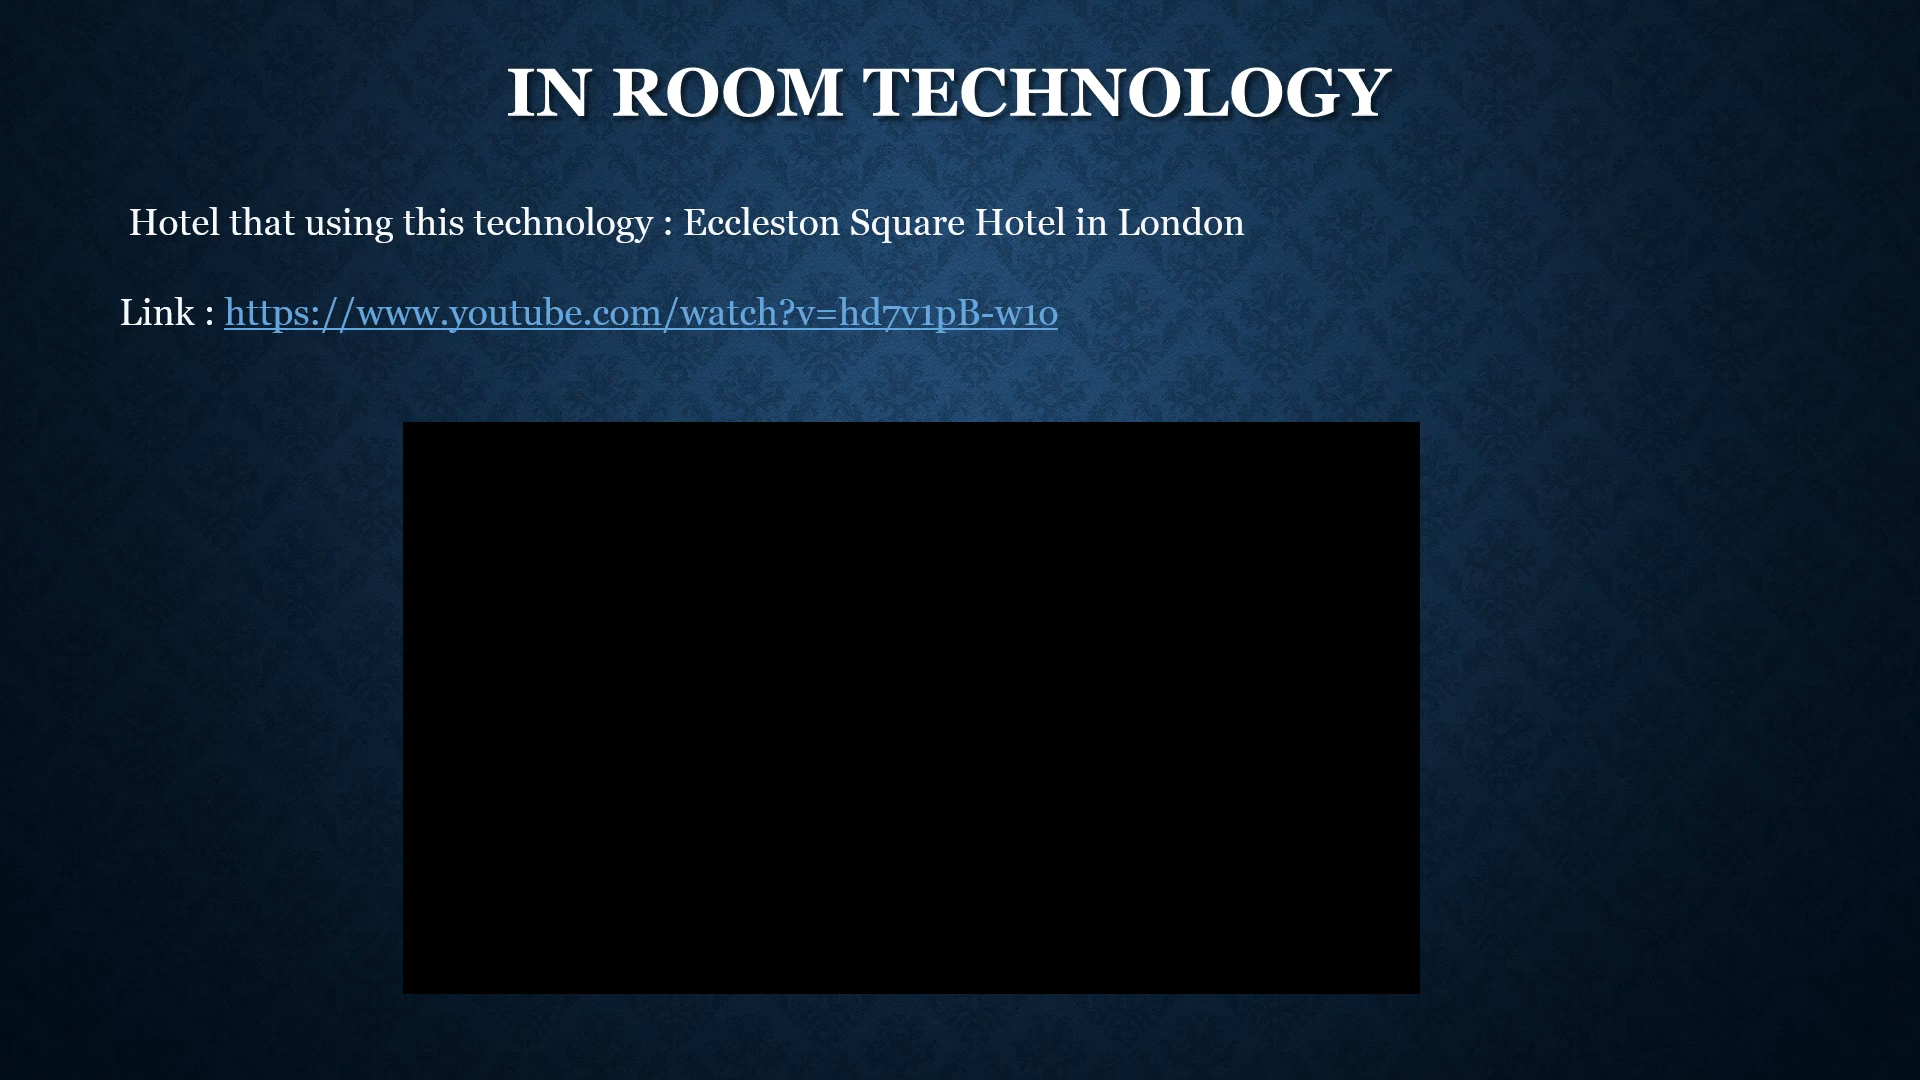 IN ROOM TECHNOLOGY
Hotel that using this technology : Eccleston Square Hotel in London
Link : https://www.youtube.com/watch?v=hd7v1pB-w1o